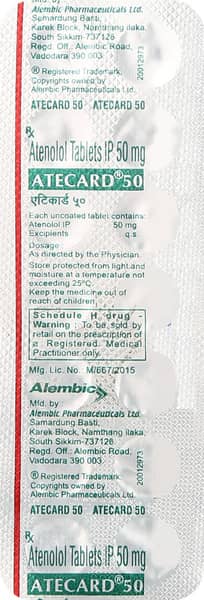 Mfd. by
Alembic Pharmaceuticals Ltd.
Samardung Basti,
Karek Block, Namthang Ilaka,
South Sikkim-737126
Regd. Off.: Alembic Road,
Vadodara 390 003
20012973
® Registered Trademark.
Copyrights owned by
Alembic Pharmaceuticals Ltd.
ATECARD 50 ATECARD 50
Rx
Atenolol Tablets IP 50 mg
ATECARD® 50
एटिकार्ड ५०
Each uncoated tablet contains:
Atenolol IP 50 mg
Excipients q.s.
Dosage:
As directed by the Physician.
Store protected from light and
moisture at a temperature not
exceeding 25°C.
Keep the medicine out of
reach of children.
Schedule H drug
Warning : To be sold by
retail on the prescription of
a Registered Medical
Practitioner only.
Mfg. Lic. No. M/667/2015
Alembic
Mfd. by
Alembic Pharmaceuticals Ltd.
Samardung Basti,
Karek Block, Namthang Ilaka,
South Sikkim-737126
Regd. Off.: Alembic Road,
Vadodara 390 003
20012973
® Registered Trademark.
Copyrights owned by
Alembic Pharmaceuticals Ltd.
ATECARD 50 ATECARD 50
Rx
Atenolol Tablets IP 50 mg
ATECARD® 50